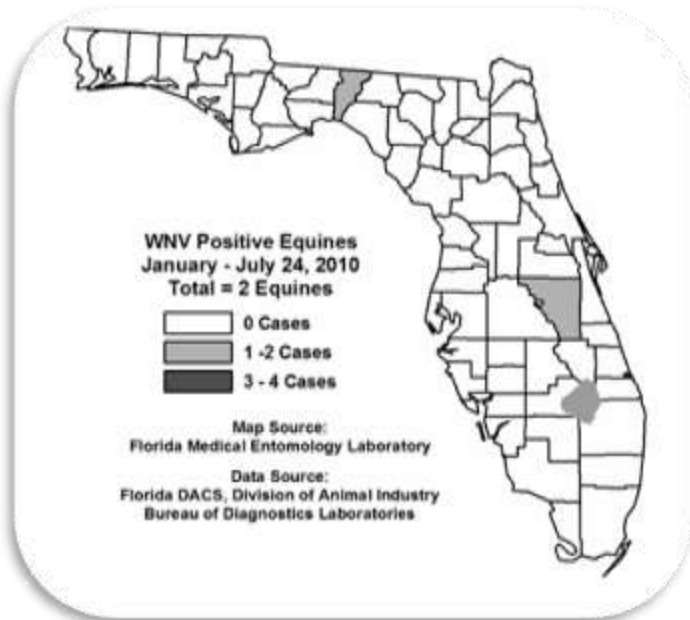 WNV Positive Equines
January - July 24, 2010
Total = 2 Equines
0 Cases
1 -2 Cases
3 - 4 Cases
Map Source:
Florida Medical Entomology Laboratory
Data Source:
Florida DACS, Division of Animal Industry
Bureau of Diagnostics Laboratories